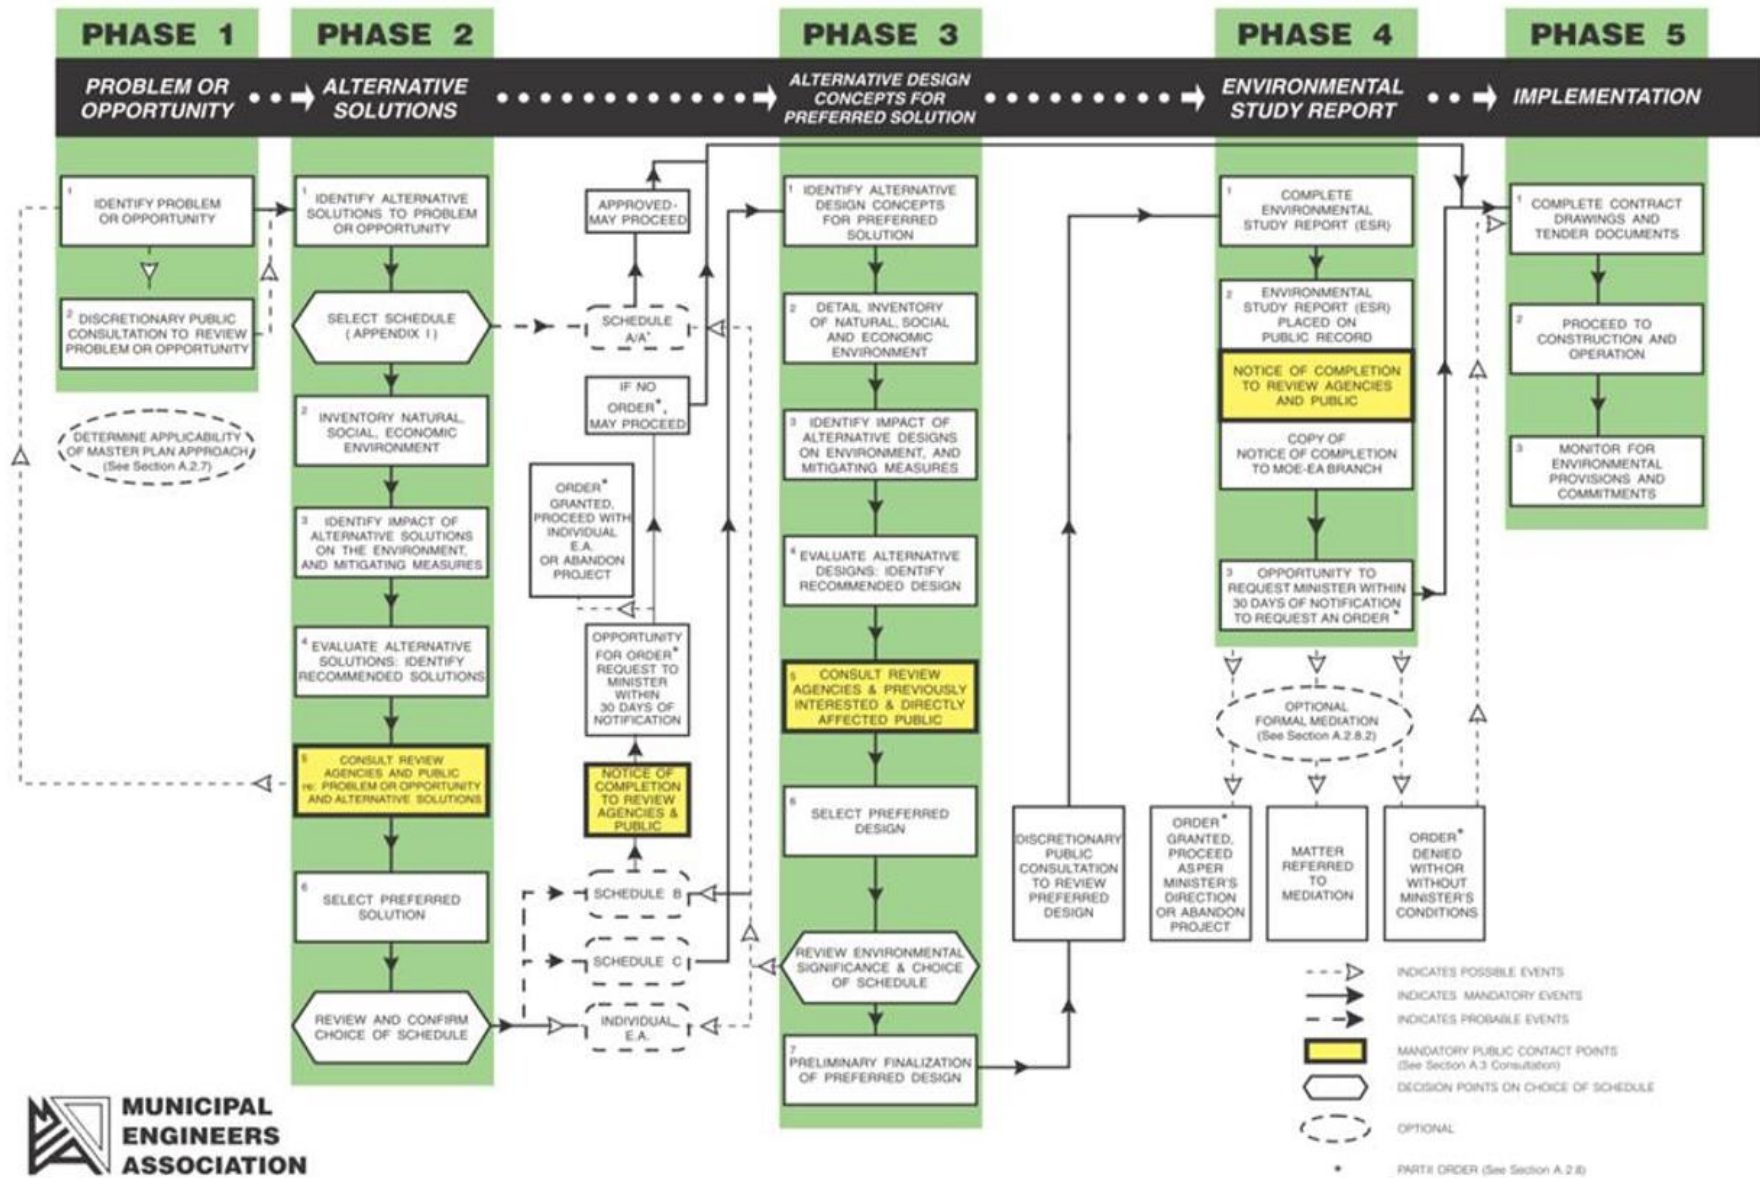 PHASE 1
PROBLEM OR
OPPORTUNITY
1
IDENTIFY PROBLEM
OR OPPORTUNITY
2
DISCRETIONARY PUBLIC
CONSULTATION TO REVIEW
PROBLEM OR OPPORTUNITY
DETERMINE APPLICABILITY
OF MASTER PLAN APPROACH
(See Section A.2.7)
PHASE 2
ALTERNATIVE
SOLUTIONS
1
IDENTIFY ALTERNATIVE
SOLUTIONS TO PROBLEM
OR OPPORTUNITY
SELECT SCHEDULE
(APPENDIX I)
2
INVENTORY NATURAL,
SOCIAL, ECONOMIC
ENVIRONMENT
3
IDENTIFY IMPACT OF
ALTERNATIVE SOLUTIONS
ON THE ENVIRONMENT,
AND MITIGATING MEASURES
4
EVALUATE ALTERNATIVE
SOLUTIONS: IDENTIFY
RECOMMENDED SOLUTIONS
5
CONSULT REVIEW
AGENCIES AND PUBLIC
re: PROBLEM OR OPPORTUNITY
AND ALTERNATIVE SOLUTIONS
6
SELECT PREFERRED
SOLUTION
REVIEW AND CONFIRM
CHOICE OF SCHEDULE
APPROVED-
MAY PROCEED
SCHEDULE
A/A+
IF NO
ORDER*,
MAY PROCEED
ORDER*
GRANTED,
PROCEED WITH
INDIVIDUAL
E.A.
OR ABANDON
PROJECT
OPPORTUNITY
FOR ORDER*
REQUEST TO
MINISTER
WITHIN
30 DAYS OF
NOTIFICATION
NOTICE OF
COMPLETION
TO REVIEW
AGENCIES &
PUBLIC
SCHEDULE B
SCHEDULE C
INDIVIDUAL
E.A.
PHASE 3
ALTERNATIVE DESIGN
CONCEPTS FOR
PREFERRED SOLUTION
1
IDENTIFY ALTERNATIVE
DESIGN CONCEPTS
FOR PREFERRED
SOLUTION
2
DETAIL INVENTORY
OF NATURAL, SOCIAL
AND ECONOMIC
ENVIRONMENT
3
IDENTIFY IMPACT OF
ALTERNATIVE DESIGNS
ON ENVIRONMENT, AND
MITIGATING MEASURES
4
EVALUATE ALTERNATIVE
DESIGNS: IDENTIFY
RECOMMENDED DESIGN
5
CONSULT REVIEW
AGENCIES & PREVIOUSLY
INTERESTED & DIRECTLY
AFFECTED PUBLIC
6
SELECT PREFERRED
DESIGN
REVIEW ENVIRONMENTAL
SIGNIFICANCE & CHOICE
OF SCHEDULE
7
PRELIMINARY FINALIZATION
OF PREFERRED DESIGN
DISCRETIONARY
PUBLIC
CONSULTATION
TO REVIEW
PREFERRED
DESIGN
PHASE 4
ENVIRONMENTAL
STUDY REPORT
1
COMPLETE
ENVIRONMENTAL
STUDY REPORT (ESR)
2
ENVIRONMENTAL
STUDY REPORT (ESR)
PLACED ON
PUBLIC RECORD
NOTICE OF COMPLETION
TO REVIEW AGENCIES
AND PUBLIC
COPY OF
NOTICE OF COMPLETION
TO MOE-EA BRANCH
3
OPPORTUNITY TO
REQUEST MINISTER WITHIN
30 DAYS OF NOTIFICATION
TO REQUEST AN ORDER*
OPTIONAL
FORMAL MEDIATION
(See Section A.2.8.2)
ORDER*
GRANTED,
PROCEED
ASPER
MINISTER'S
DIRECTION
OR ABANDON
PROJECT
MATTER
REFERRED
TO
MEDIATION
ORDER*
DENIED
WITHOR
WITHOUT
MINISTER'S
CONDITIONS
PHASE 5
IMPLEMENTATION
1
COMPLETE CONTRACT
DRAWINGS AND
TENDER DOCUMENTS
2
PROCEED TO
CONSTRUCTION AND
OPERATION
3
MONITOR FOR
ENVIRONMENTAL
PROVISIONS AND
COMMITMENTS
INDICATES POSSIBLE EVENTS
INDICATES MANDATORY EVENTS
INDICATES PROBABLE EVENTS
MANDATORY PUBLIC CONTACT POINTS
(See Section A.3 Consultation)
DECISION POINTS ON CHOICE OF SCHEDULE
OPTIONAL
* PART II ORDER (See Section A.2.8)
MUNICIPAL
ENGINEERS
ASSOCIATION